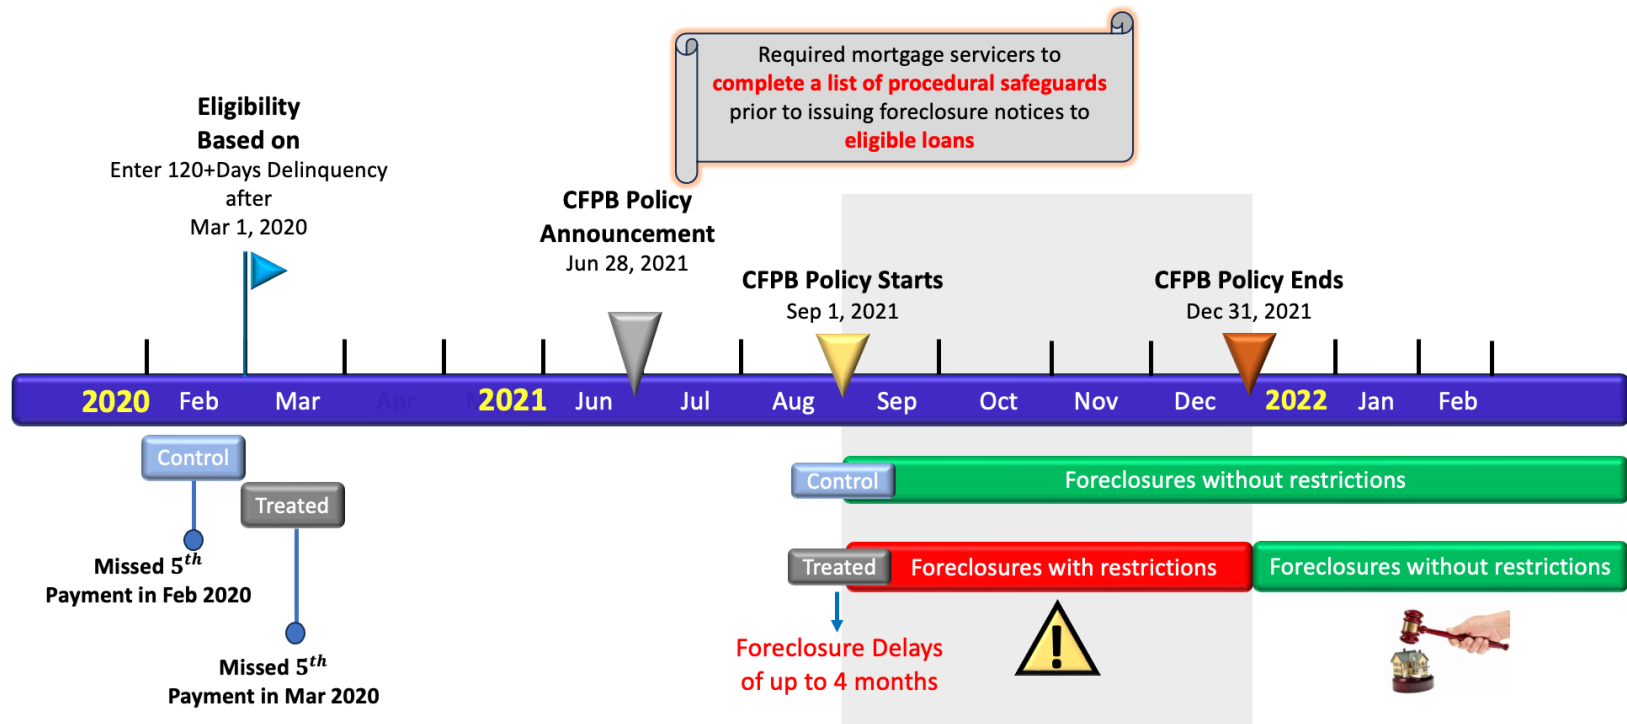 Required mortgage servicers to
complete a list of procedural safeguards
prior to issuing foreclosure notices to
eligible loans
Eligibility
Based on
Enter 120+Days Delinquency
after
Mar 1, 2020
CFPB Policy
Announcement
Jun 28, 2021
CFPB Policy Starts
Sep 1, 2021
CFPB Policy Ends
Dec 31, 2021
2020 Feb Mar Apr 2021 Jun Jul Aug Sep Oct Nov Dec 2022 Jan Feb
Control
Treated
Missed 5th
Payment in Feb 2020
Missed 5th
Payment in Mar 2020
Control
Foreclosures without restrictions
Treated
Foreclosures with restrictions
Foreclosures without restrictions
Foreclosure Delays
of up to 4 months
!